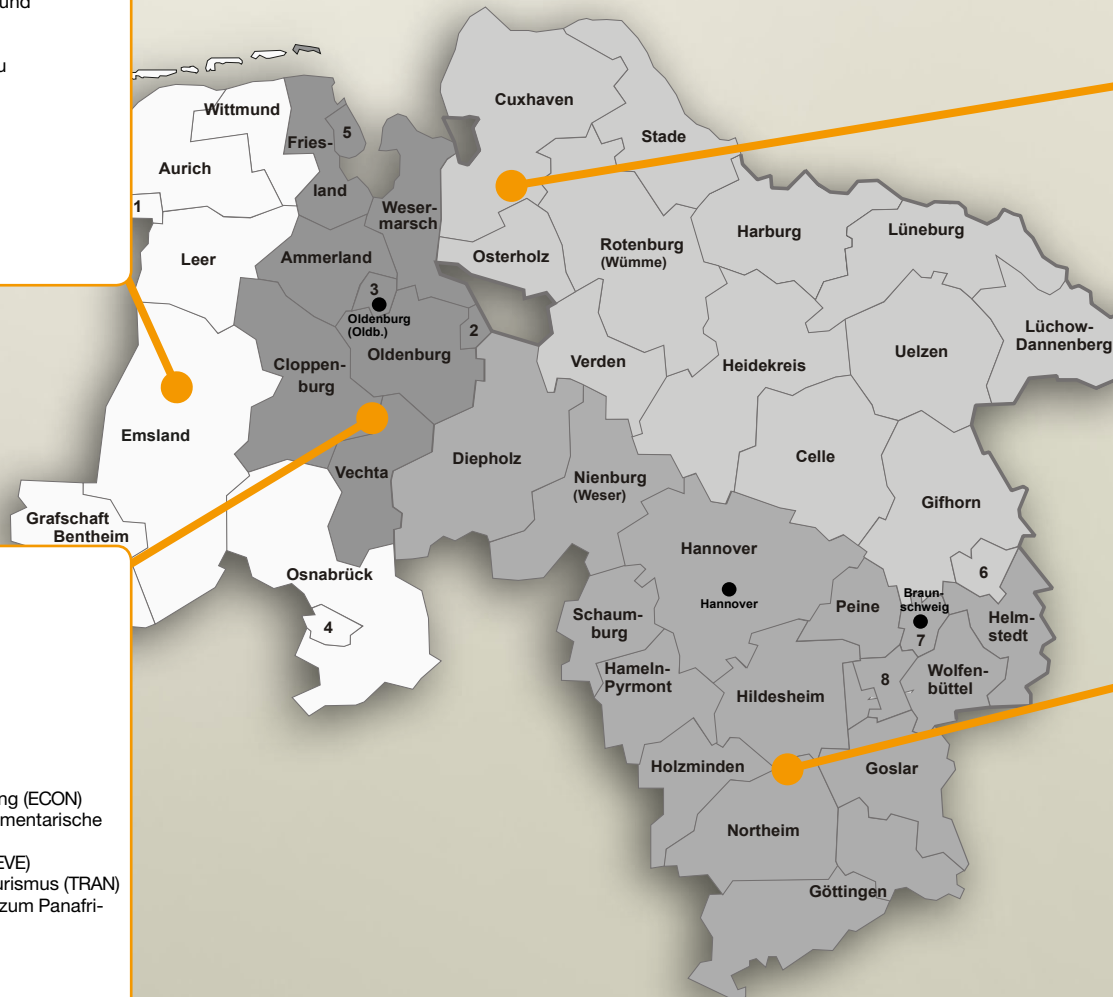 und
u
ng (ECON)
mentarische
EVE)
urismus (TRAN)
zum Panafri-
Wittmund
Aurich
1
Fries-
land
5
Weser-
marsch
Leer
Ammerland
3
Oldenburg
(Oldb.)
Oldenburg
2
Cloppen-
burg
Emsland
Vechta
Grafschaft
Bentheim
Osnabrück
4
Cuxhaven
Stade
Osterholz
Rotenburg
(Wümme)
Harburg
Lüneburg
Lüchow-
Dannenberg
Uelzen
Verden
Heidekreis
Celle
Diepholz
Nienburg
(Weser)
Gifhorn
Hannover
Hannover
6
Peine
Braun-
schweig
7
Helm-
stedt
Schaum-
burg
Hameln-
Pyrmont
Hildesheim
8
Wolfen-
büttel
Holzminden
Goslar
Northeim
Göttingen